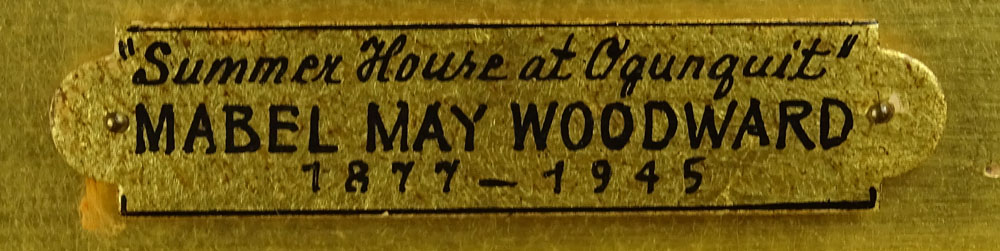 "Summer House at Ogunquit"
MABEL MAY WOODWARD
1877 - 1945